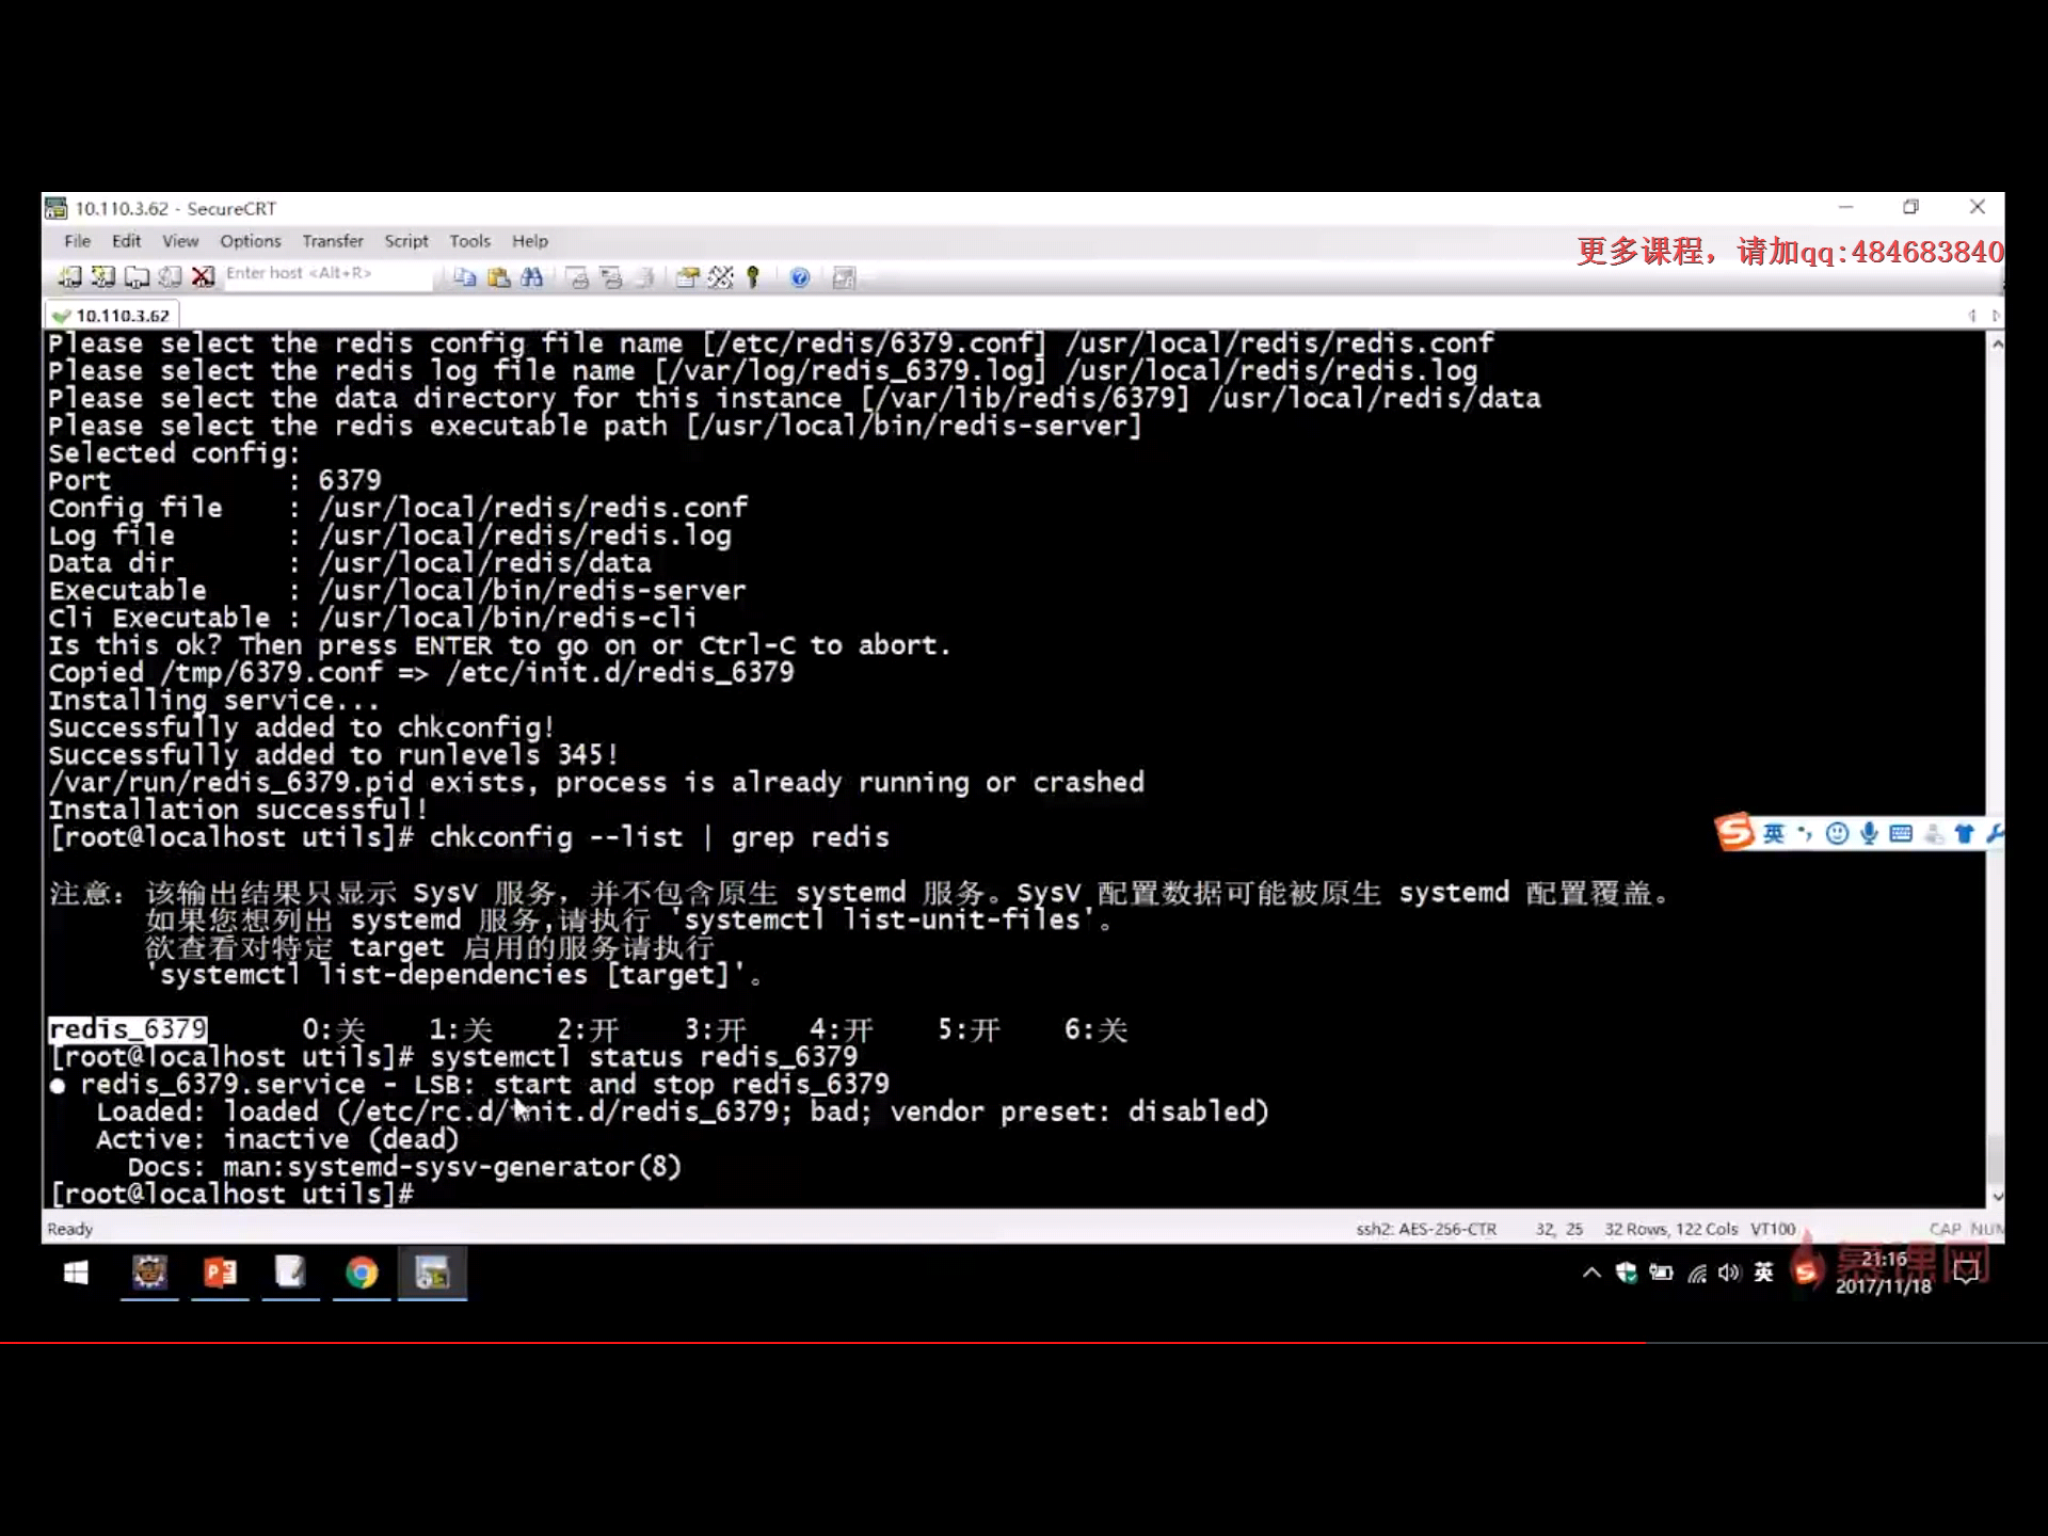 10.110.3.62 - SecureCRT
File Edit View Options Transfer Script Tools Help
更多课程，请加qq:484683840
Enter host <Alt+R>
10.110.3.62
Please select the redis config file name [/etc/redis/6379.conf] /usr/local/redis/redis.conf
Please select the redis log file name [/var/log/redis_6379.log] /usr/local/redis/redis.log
Please select the data directory for this instance [/var/lib/redis/6379] /usr/local/redis/data
Please select the redis executable path [/usr/local/bin/redis-server]
Selected config:
Port : 6379
Config file : /usr/local/redis/redis.conf
Log file : /usr/local/redis/redis.log
Data dir : /usr/local/redis/data
Executable : /usr/local/bin/redis-server
Cli Executable : /usr/local/bin/redis-cli
Is this ok? Then press ENTER to go on or Ctrl-C to abort.
Copied /tmp/6379.conf => /etc/init.d/redis_6379
Installing service...
Successfully added to chkconfig!
Successfully added to runlevels 345!
/var/run/redis_6379.pid exists, process is already running or crashed
Installation successful!
[root@localhost utils]# chkconfig --list | grep redis
英
注意：该输出结果只显示 SysV 服务，并不包含原生 systemd 服务。SysV 配置数据可能被原生 systemd 配置覆盖。
如果您想列出 systemd 服务,请执行 'systemctl list-unit-files'。
欲查看对特定 target 启用的服务请执行
'systemctl list-dependencies [target]'。
redis_6379 0:关 1:关 2:开 3:开 4:开 5:开 6:关
[root@localhost utils]# systemctl status redis_6379
● redis_6379.service - LSB: start and stop redis_6379
Loaded: loaded (/etc/rc.d/init.d/redis_6379; bad; vendor preset: disabled)
Active: inactive (dead)
Docs: man:systemd-sysv-generator(8)
[root@localhost utils]#
Ready ssh2: AES-256-CTR 32, 25 32 Rows, 122 Cols VT100 CAP NUM
英 21:16
慕课网
2017/11/18